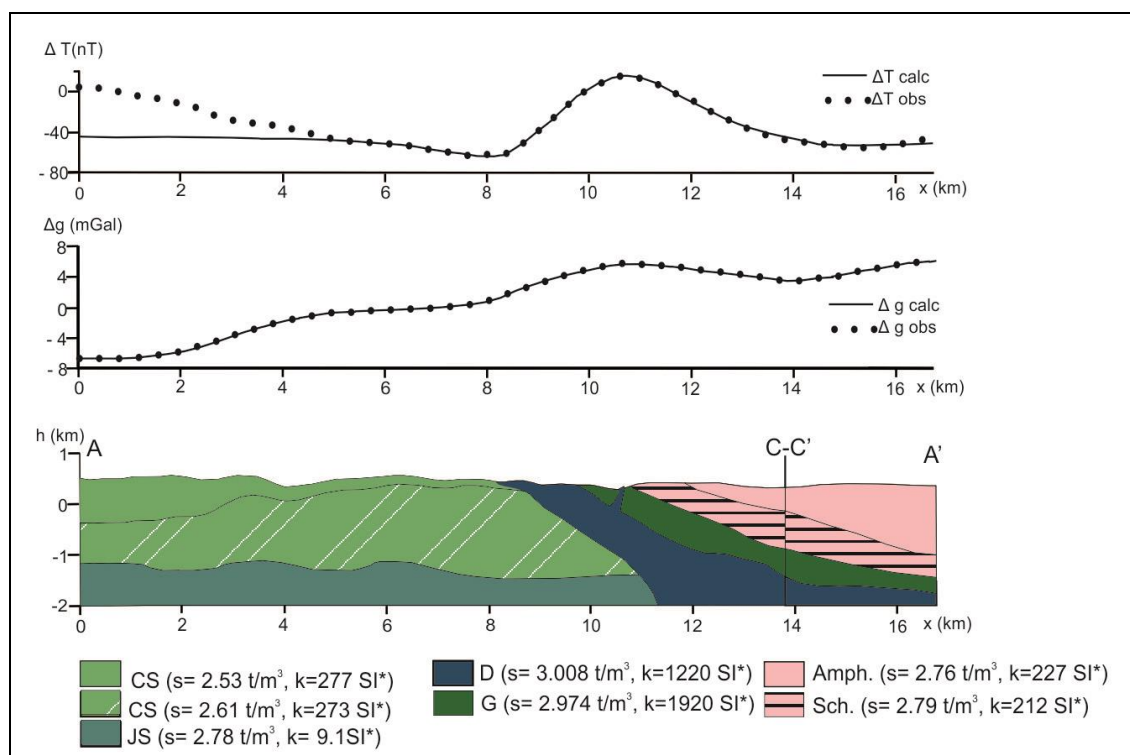 Δ T(nT)
0
-40
- 80
ΔT calc
ΔT obs
0 2 4 6 8 10 12 14 16 x (km)
Δg (mGal)
8
4
0
- 4
- 8
Δ g calc
Δ g obs
0 2 4 6 8 10 12 14 16 x (km)
h (km)
A C-C' A'
1
0
-1
-2
0 2 4 6 8 10 12 14 16 x (km)
CS (s= 2.53 t/m³, k=277 SI*)
CS (s= 2.61 t/m³, k=273 SI*)
JS (s= 2.78 t/m³, k= 9.1SI*)
D (s= 3.008 t/m³, k=1220 SI*)
G (s= 2.974 t/m³, k=1920 SI*)
Amph. (s= 2.76 t/m³, k=227 SI*)
Sch. (s= 2.79 t/m³, k=212 SI*)